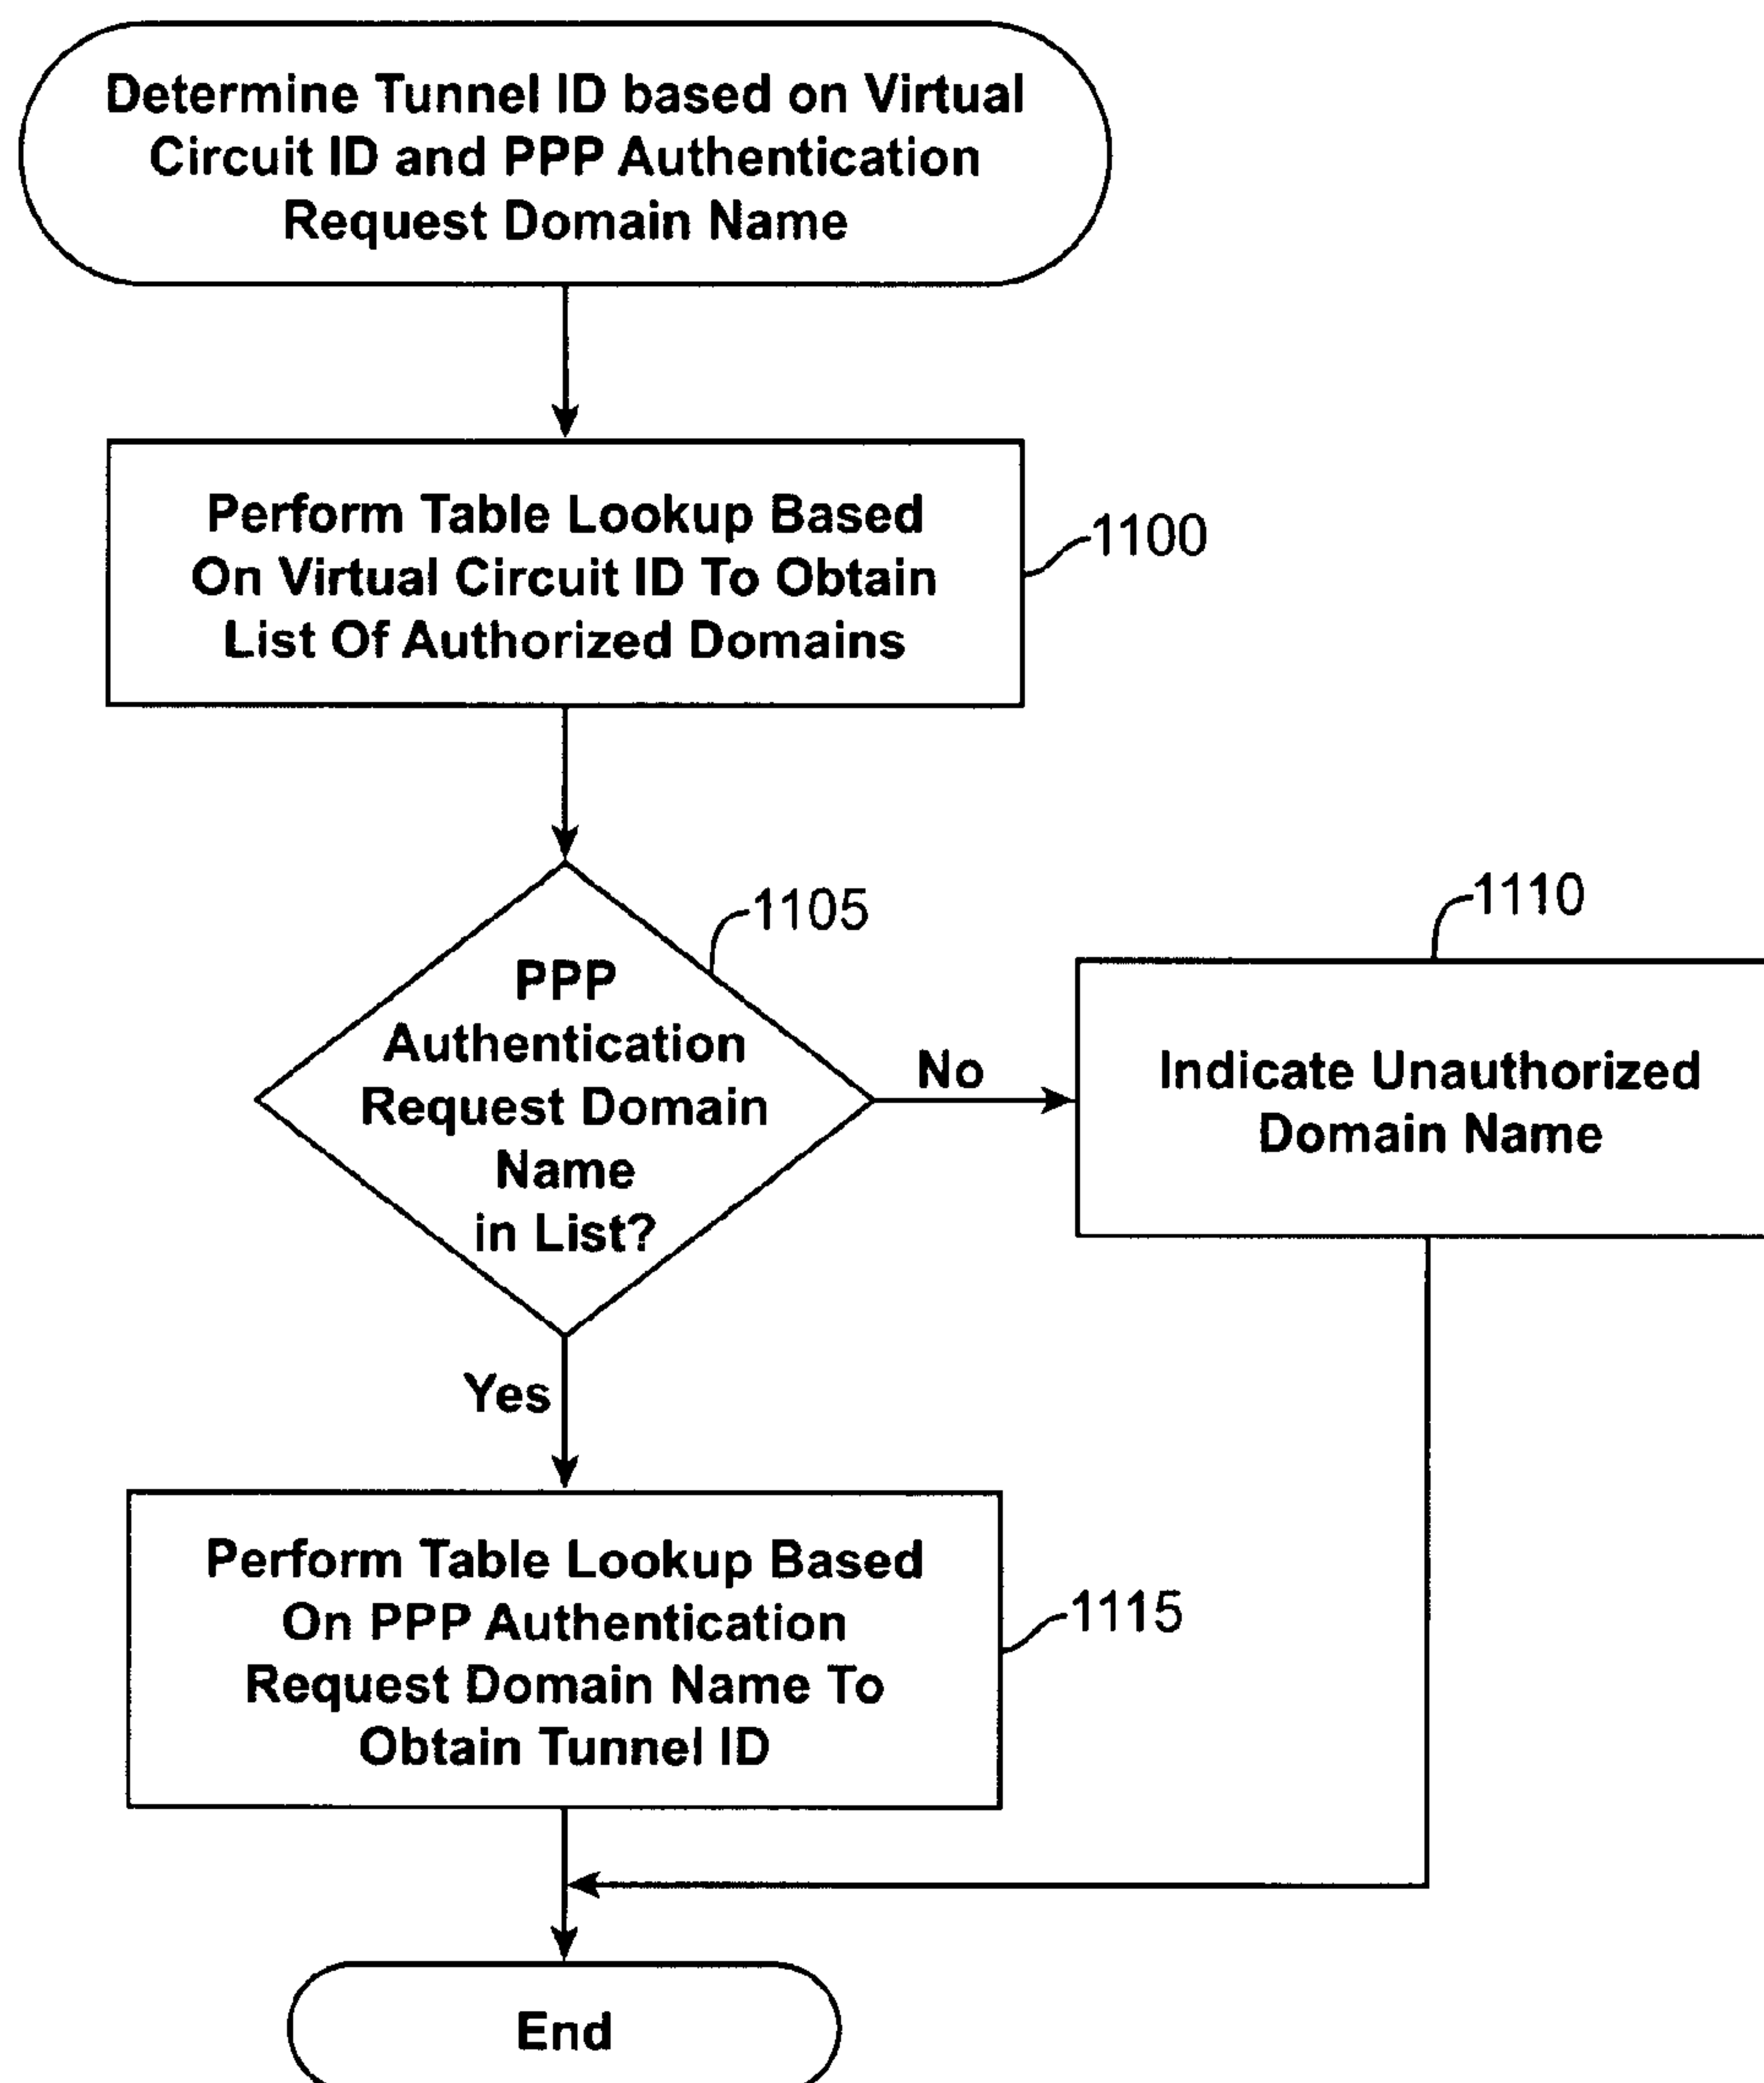 Determine Tunnel ID based on Virtual
Circuit ID and PPP Authentication
Request Domain Name
Perform Table Lookup Based
On Virtual Circuit ID To Obtain
List Of Authorized Domains
1100
1105
PPP
Authentication
Request Domain
Name
in List?
No
1110
Indicate Unauthorized
Domain Name
Yes
Perform Table Lookup Based
On PPP Authentication
Request Domain Name To
Obtain Tunnel ID
1115
End